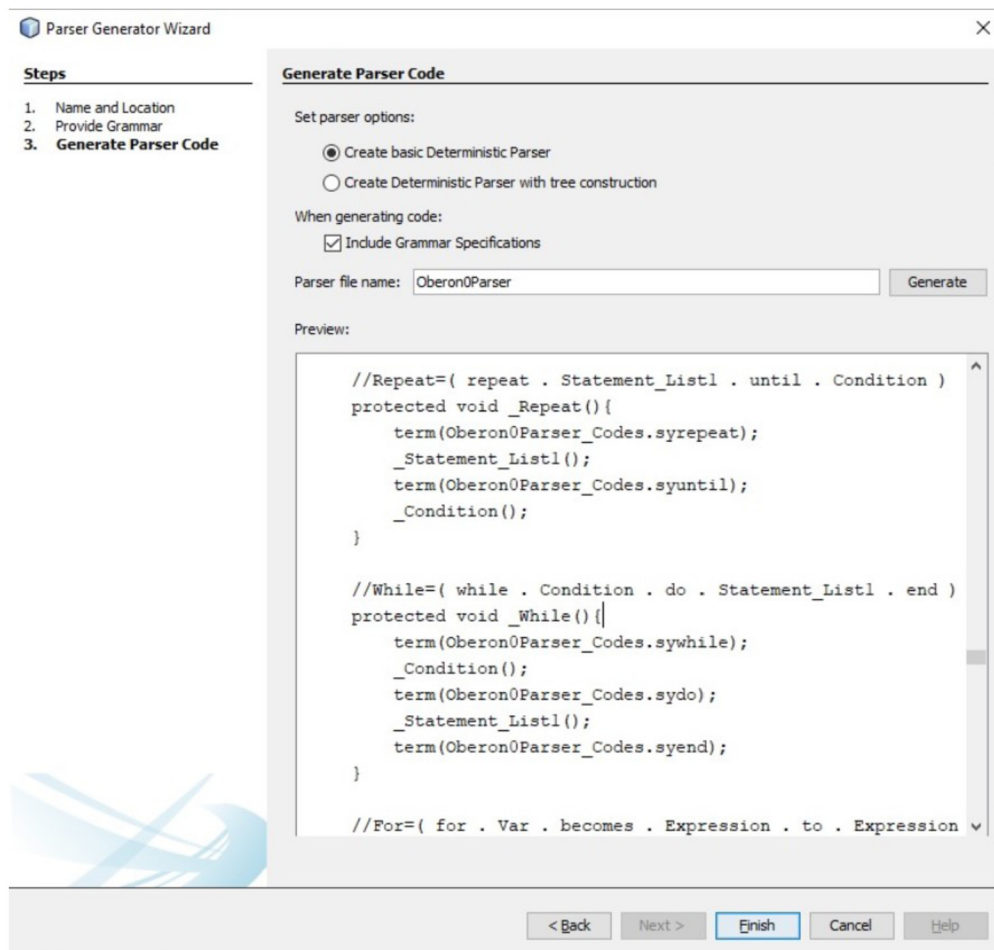 Parser Generator Wizard
Steps
1. Name and Location
2. Provide Grammar
3. Generate Parser Code
Generate Parser Code
Set parser options:
Create basic Deterministic Parser
Create Deterministic Parser with tree construction
When generating code:
Include Grammar Specifications
Parser file name: Oberon0Parser Generate
Preview:
//Repeat=( repeat . Statement_List1 . until . Condition )
protected void _Repeat(){
term(Oberon0Parser_Codes.syrepeat);
_Statement_List1();
term(Oberon0Parser_Codes.syuntil);
_Condition();
}
//While=( while . Condition . do . Statement_List1 . end )
protected void _While(){
term(Oberon0Parser_Codes.sywhile);
_Condition();
term(Oberon0Parser_Codes.sydo);
_Statement_List1();
term(Oberon0Parser_Codes.syend);
}
//For=( for . Var . becomes . Expression . to . Expression
< Back Next > Finish Cancel Help